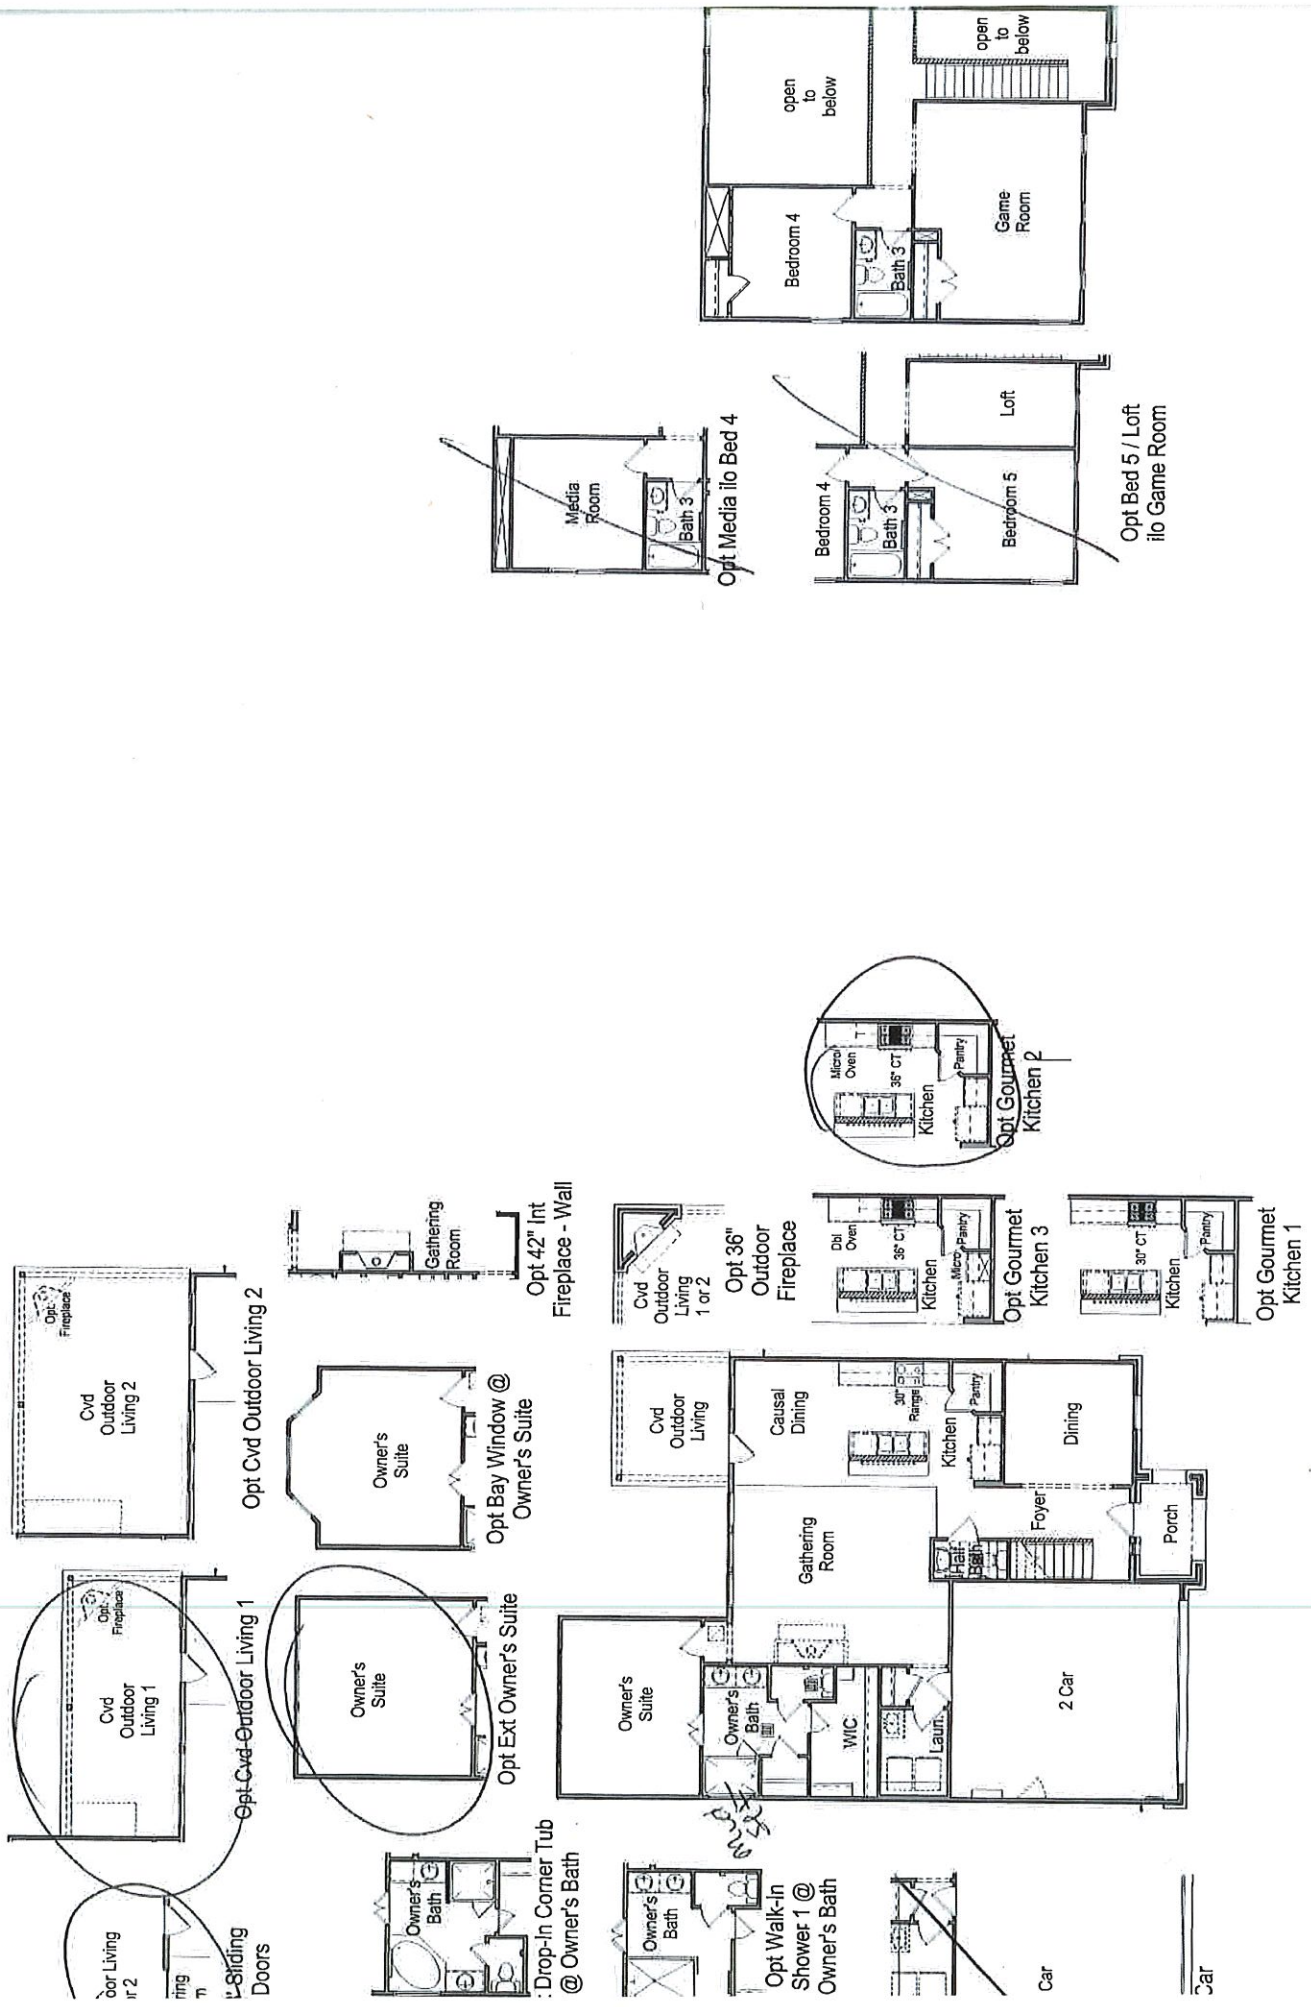 oor Living
or 2
Sliding
Doors
Cvd
Outdoor
Living 1
Opt
Fireplace
Opt Cvd Outdoor Living 1
Cvd
Outdoor
Living 2
Opt
Fireplace
Opt Cvd Outdoor Living 2
Owner's
Bath
Drop-In Corner Tub
@ Owner's Bath
Owner's
Suite
Opt Ext Owner's Suite
Owner's
Suite
Opt Bay Window @
Owner's Suite
Gathering
Room
Opt 42" Int
Fireplace - Wall
Owner's
Bath
Opt Walk-In
Shower 1 @
Owner's Bath
Car
Car
Owner's
Suite
Owner's
Bath
WIC
Laun.
2 Car
Gathering
Room
Half
Bath
Foyer
Porch
Cvd
Outdoor
Living
Causal
Dining
30"
Range
Kitchen
Pantry
Dining
Cvd
Outdoor
Living
1 or 2
Opt 36"
Outdoor
Fireplace
Dbl
Oven
36" CT
Kitchen
Micro
Pantry
Opt Gourmet
Kitchen 3
30" CT
Kitchen
Pantry
Opt Gourmet
Kitchen 1
Micro
Oven
36" CT
Kitchen
Pantry
Opt Gourmet
Kitchen 2
Media
Room
Bath 3
Opt Media ilo Bed 4
Bedroom 4
Bath 3
Bedroom 5
Loft
Opt Bed 5 / Loft
ilo Game Room
Bedroom 4
Bath 3
open
to
below
Game
Room
open
to
below